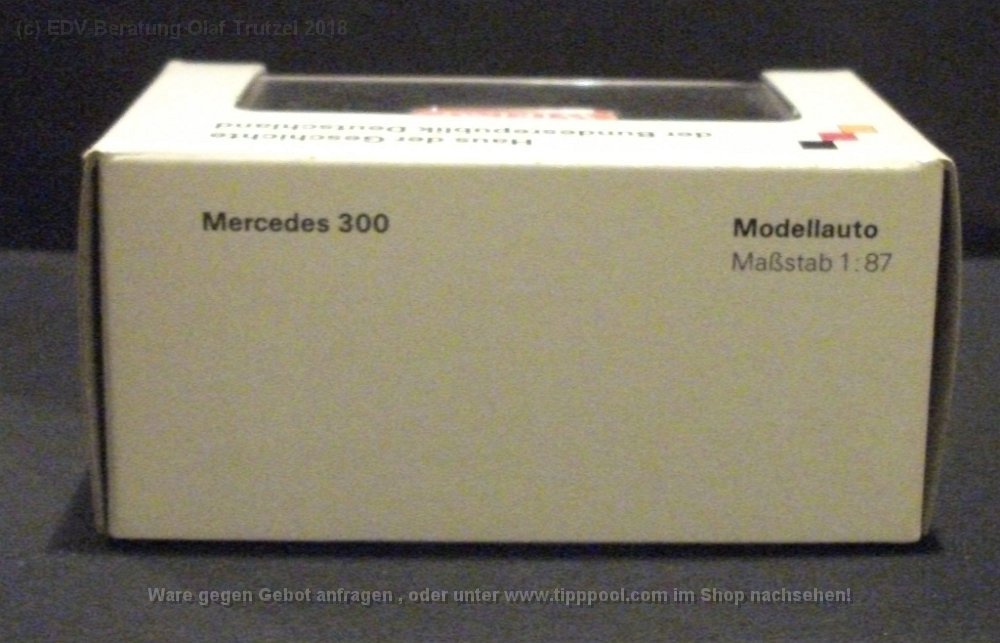 (c) EDV-Beratung Olaf Trutzel 2018
Haus der Geschichte
der Bundesrepublik Deutschland
Mercedes 300
Modellauto
Maßstab 1:87
Ware gegen Gebot anfragen , oder unter www.tipppool.com im Shop nachsehen!